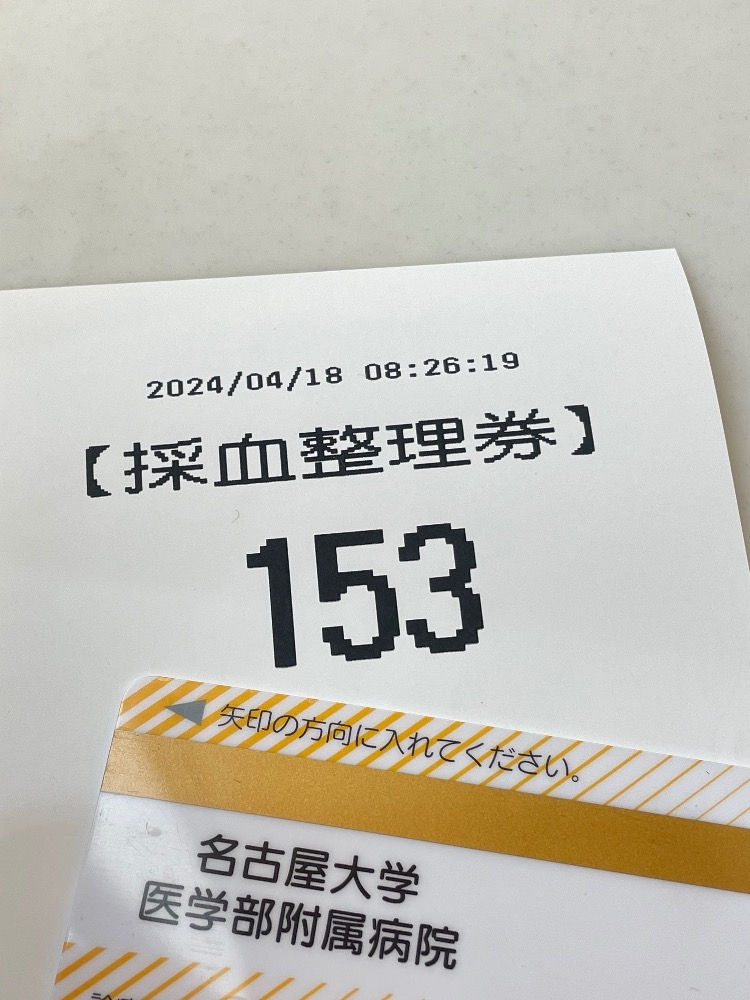 2024/04/18 08:26:19
【採血整理券】
153
矢印の方向に入れてください。
名古屋大学
医学部附属病院